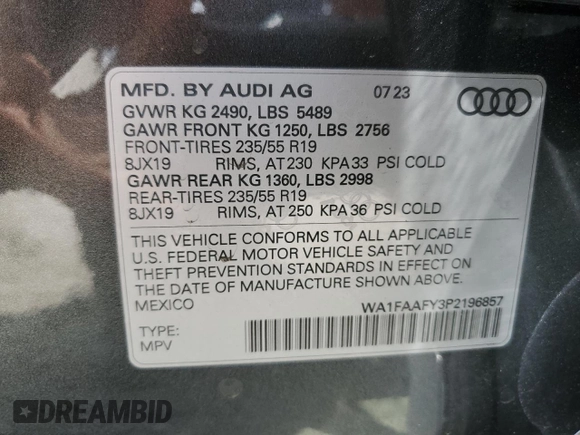 MFD. BY AUDI AG 07 23
GVWR KG 2490, LBS 5489
GAWR FRONT KG 1250, LBS 2756
FRONT-TIRES 235/55 R19
8JX19 RIMS, AT 230 KPA 33 PSI COLD
GAWR REAR KG 1360, LBS 2998
REAR-TIRES 235/55 R19
8JX19 RIMS, AT 250 KPA 36 PSI COLD
THIS VEHICLE CONFORMS TO ALL APPLICABLE
U.S. FEDERAL MOTOR VEHICLE SAFETY AND
THEFT PREVENTION STANDARDS IN EFFECT ON
THE DATE OF MANUFACTURE SHOWN ABOVE.
MEXICO WA1FAAFY3P2196857
TYPE:
MPV
DREAMBID